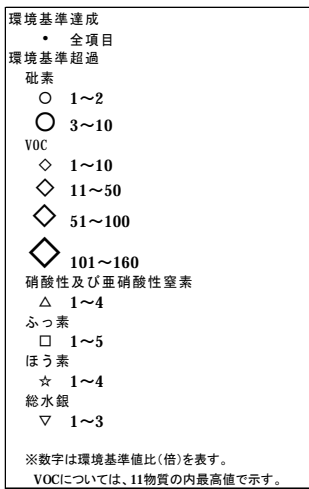 環境基準達成
・ 全項目
環境基準超過
砒素
○ 1～2
○ 3～10
VOC
◇ 1～10
◇ 11～50
◇ 51～100
◇ 101～160
硝酸性及び亜硝酸性窒素
△ 1～4
ふっ素
□ 1～5
ほう素
☆ 1～4
総水銀
▽ 1～3
※数字は環境基準値比(倍)を表す。
VOCについては、11物質の内最高値で示す。